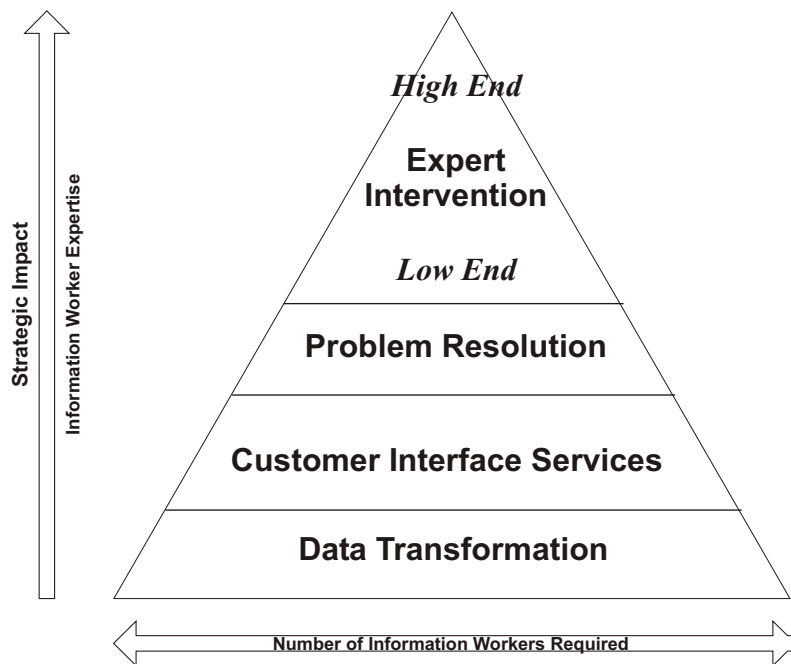 High End
Expert
Intervention
Low End
Problem Resolution
Customer Interface Services
Data Transformation
Strategic Impact
Information Worker Expertise
Number of Information Workers Required